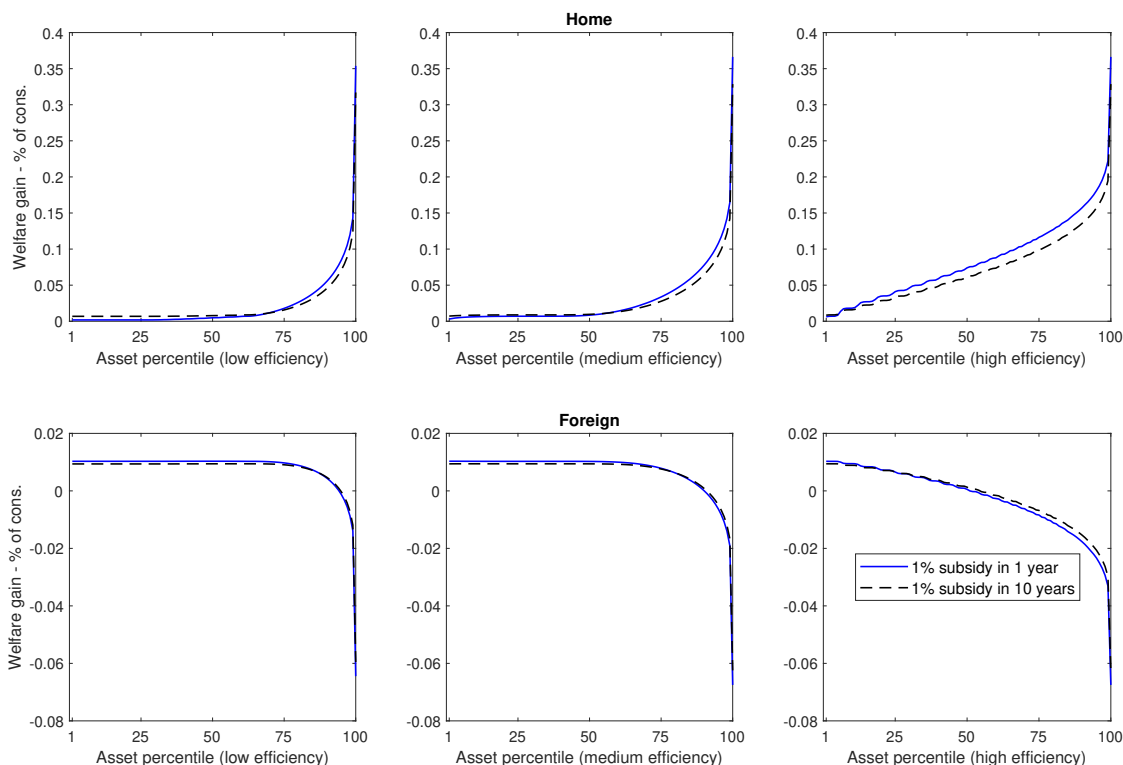 Home
Welfare gain - % of cons.
0.4
0.35
0.3
0.25
0.2
0.15
0.1
0.05
0
1 25 50 75 100
Asset percentile (low efficiency)
0.4
0.35
0.3
0.25
0.2
0.15
0.1
0.05
0
1 25 50 75 100
Asset percentile (medium efficiency)
0.4
0.35
0.3
0.25
0.2
0.15
0.1
0.05
0
1 25 50 75 100
Asset percentile (high efficiency)
Foreign
Welfare gain - % of cons.
0.02
0
-0.02
-0.04
-0.06
-0.08
1 25 50 75 100
Asset percentile (low efficiency)
0.02
0
-0.02
-0.04
-0.06
-0.08
1 25 50 75 100
Asset percentile (medium efficiency)
0.02
0
-0.02
-0.04
-0.06
-0.08
1% subsidy in 1 year
1% subsidy in 10 years
1 25 50 75 100
Asset percentile (high efficiency)